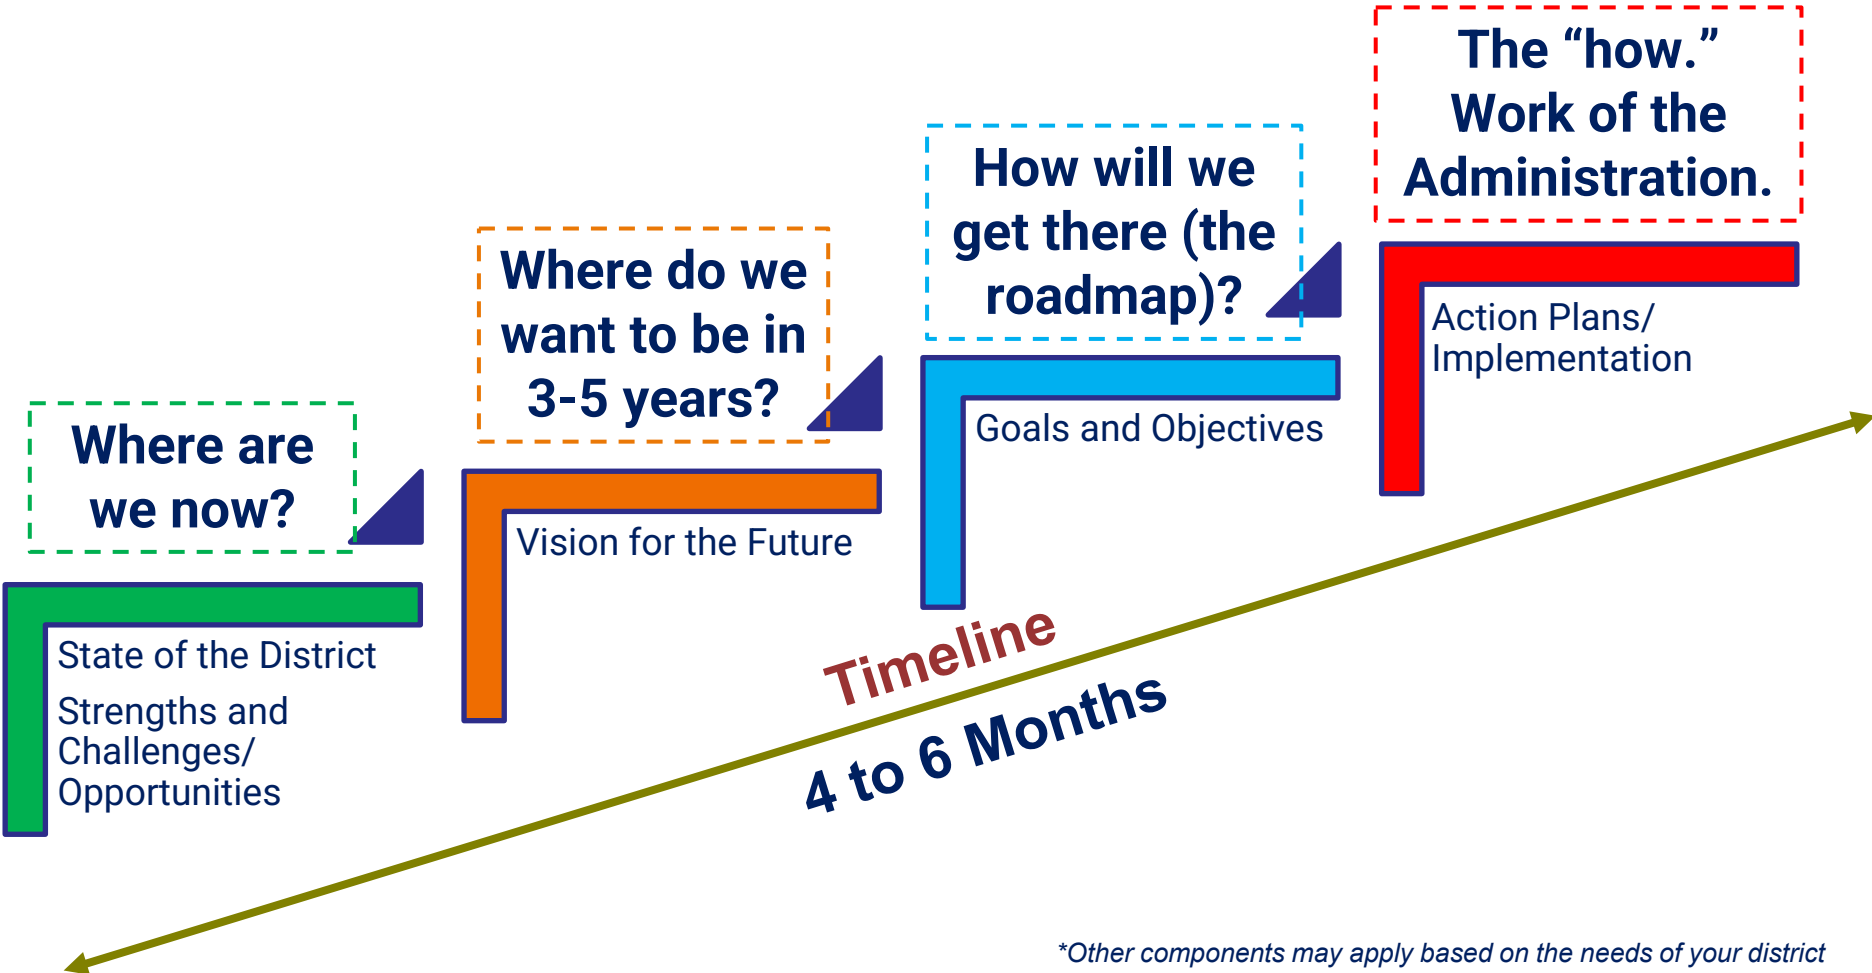 Where are
we now?
State of the District
Strengths and
Challenges/
Opportunities
Where do we
want to be in
3-5 years?
Vision for the Future
How will we
get there (the
roadmap)?
Goals and Objectives
The “how.”
Work of the
Administration.
Action Plans/
Implementation
Timeline
4 to 6 Months
*Other components may apply based on the needs of your district